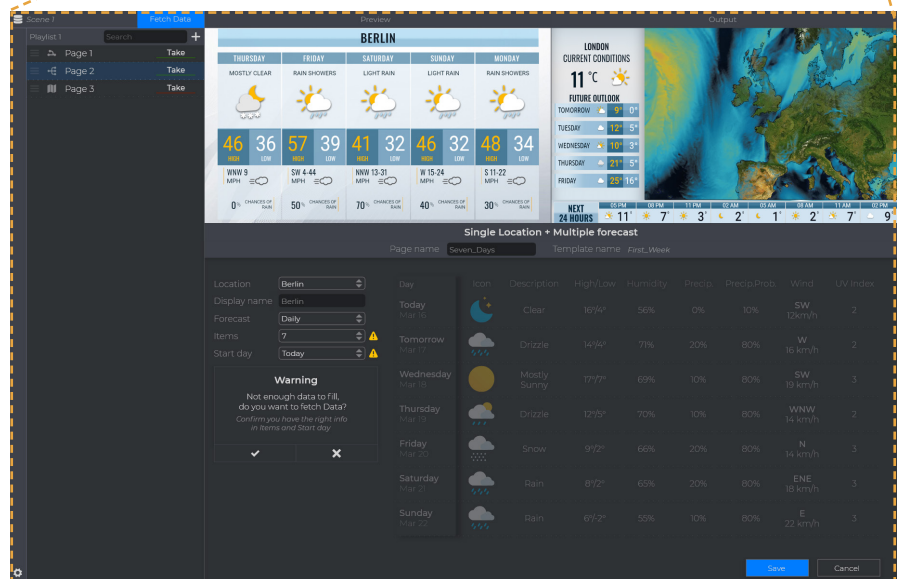 Scene 1 Fetch Data Preview Output
Playlist 1 Search +
Page 1 Take
Page 2 Take
Page 3 Take
BERLIN
THURSDAY FRIDAY SATURDAY SUNDAY MONDAY
MOSTLY CLEAR RAIN SHOWERS LIGHT RAIN LIGHT RAIN RAIN SHOWERS
46 36 57 39 41 32 46 32 48 34
HIGH LOW HIGH LOW HIGH LOW HIGH LOW HIGH LOW
WNW 9 SW 4-44 NNW 13-31 W 15-24 S 11-22
MPH MPH MPH MPH MPH
0% CHANCES OF RAIN 50% CHANCES OF RAIN 70% CHANCES OF RAIN 40% CHANCES OF RAIN 30% CHANCES OF RAIN
LONDON
CURRENT CONDITIONS
11 °C
FUTURE OUTLOOK
TOMORROW 9° 0°
TUESDAY 12° 5°
WEDNESDAY 10° 3°
THURSDAY 21° 5°
FRIDAY 25° 16°
NEXT
24 HOURS
05 PM 08 PM 11 PM 02 AM 05 AM 08 AM 11 AM 02 PM
11° 7° 3° 2° 1° 2° 7° 9°
Single Location + Multiple forecast
Page name Seven_Days Template name First_Week
Location Berlin
Display name Berlin
Forecast Daily
Items 7
Start day Today
Warning
Not enough data to fill,
do you want to fetch Data?
Confirm you have the right info
in Items and Start day
Day Icon Description High/Low Humidity Precip. Precip.Prob. Wind UV Index
Today Mar 16 Clear 16°/4° 56% 0% 10% SW 12km/h 2
Tomorrow Mar 17 Drizzle 14°/4° 71% 20% 80% W 16 km/h 2
Wednesday Mar 18 Mostly Sunny 17°/7° 69% 10% 80% SW 19 km/h 3
Thursday Mar 19 Drizzle 12°/5° 70% 10% 80% WNW 14 km/h 2
Friday Mar 20 Snow 9°/2° 66% 20% 80% N 14 km/h 3
Saturday Mar 21 Rain 8°/2° 65% 20% 80% ENE 18 km/h 3
Sunday Mar 22 Rain 6°/-2° 55% 10% 80% E 22 km/h 3
Save Cancel